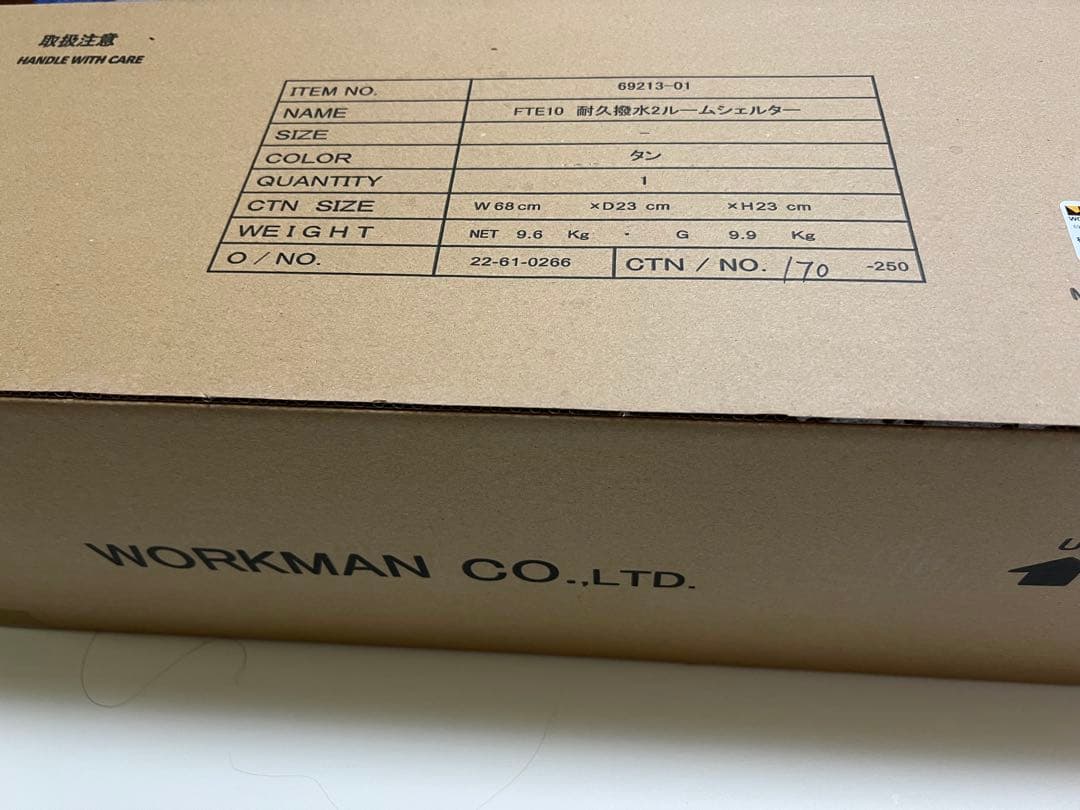 取扱注意
HANDLE WITH CARE
ITEM NO. 69213-01
NAME FTE10 耐久撥水2ルームシェルター
SIZE -
COLOR タン
QUANTITY 1
CTN SIZE W68cm ×D23 cm ×H23 cm
WEIGHT NET 9.6 Kg - G 9.9 Kg
O/NO. 22-61-0266 CTN/NO. 170 -250
WORKMAN CO.,LTD.